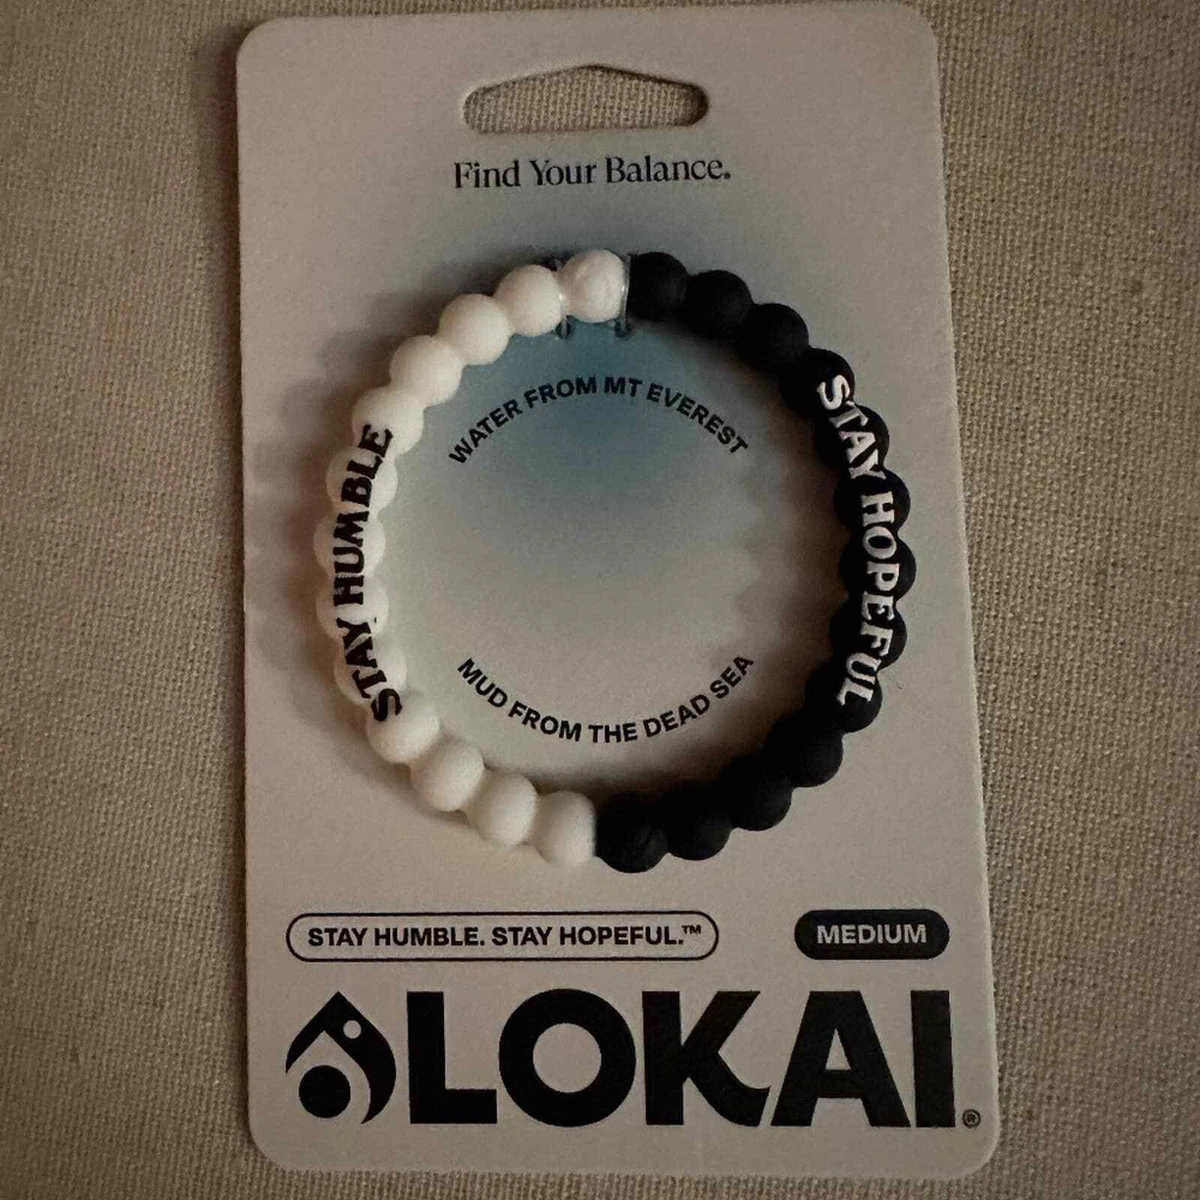 Find Your Balance.
WATER FROM MT EVEREST
STAY HUMBLE
STAY HOPEFUL
MUD FROM THE DEAD SEA
STAY HUMBLE. STAY HOPEFUL.™
MEDIUM
LOKAI®